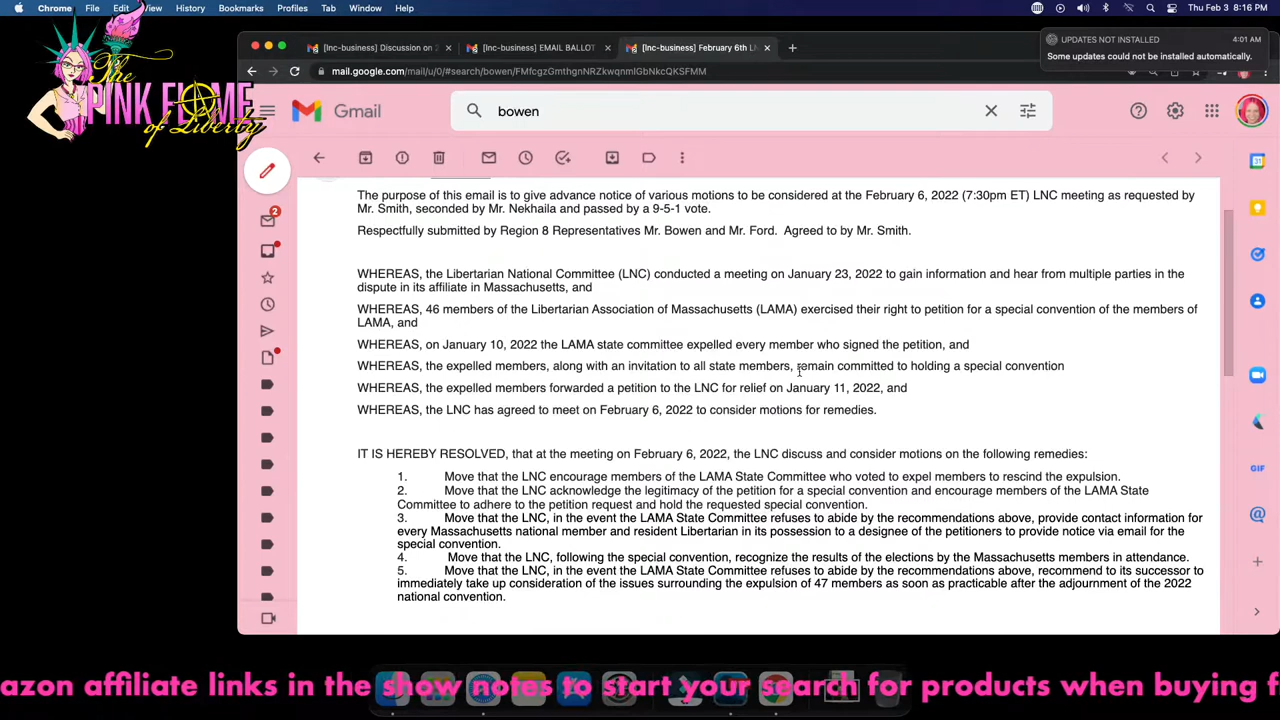 Chrome File Edit View History Bookmarks Profiles Tab Window Help Thu Feb 3 8:16 PM
UPDATES NOT INSTALLED 4:01 AM
Some updates could not be installed automatically.
[lnc-business] Discussion on 2 [lnc-business] EMAIL BALLOT [lnc-business] February 6th LN
mail.google.com/mail/u/0/#search/bowen/FMfcgzGmthgnNRZkwqnmlGbNkcQKSFMM
The
PINK FLAME
of Liberty
Gmail bowen
2
The purpose of this email is to give advance notice of various motions to be considered at the February 6, 2022 (7:30pm ET) LNC meeting as requested by
Mr. Smith, seconded by Mr. Nekhaila and passed by a 9-5-1 vote.
Respectfully submitted by Region 8 Representatives Mr. Bowen and Mr. Ford. Agreed to by Mr. Smith.
WHEREAS, the Libertarian National Committee (LNC) conducted a meeting on January 23, 2022 to gain information and hear from multiple parties in the
dispute in its affiliate in Massachusetts, and
WHEREAS, 46 members of the Libertarian Association of Massachusetts (LAMA) exercised their right to petition for a special convention of the members of
LAMA, and
WHEREAS, on January 10, 2022 the LAMA state committee expelled every member who signed the petition, and
WHEREAS, the expelled members, along with an invitation to all state members, remain committed to holding a special convention
WHEREAS, the expelled members forwarded a petition to the LNC for relief on January 11, 2022, and
WHEREAS, the LNC has agreed to meet on February 6, 2022 to consider motions for remedies.
IT IS HEREBY RESOLVED, that at the meeting on February 6, 2022, the LNC discuss and consider motions on the following remedies:
1. Move that the LNC encourage members of the LAMA State Committee who voted to expel members to rescind the expulsion.
2. Move that the LNC acknowledge the legitimacy of the petition for a special convention and encourage members of the LAMA State
Committee to adhere to the petition request and hold the requested special convention.
3. Move that the LNC, in the event the LAMA State Committee refuses to abide by the recommendations above, provide contact information for
every Massachusetts national member and resident Libertarian in its possession to a designee of the petitioners to provide notice via email for the
special convention.
4. Move that the LNC, following the special convention, recognize the results of the elections by the Massachusetts members in attendance.
5. Move that the LNC, in the event the LAMA State Committee refuses to abide by the recommendations above, recommend to its successor to
immediately take up consideration of the issues surrounding the expulsion of 47 members as soon as practicable after the adjournment of the 2022
national convention.
GIF
azon affiliate links in the show notes to start your search for products when buying f